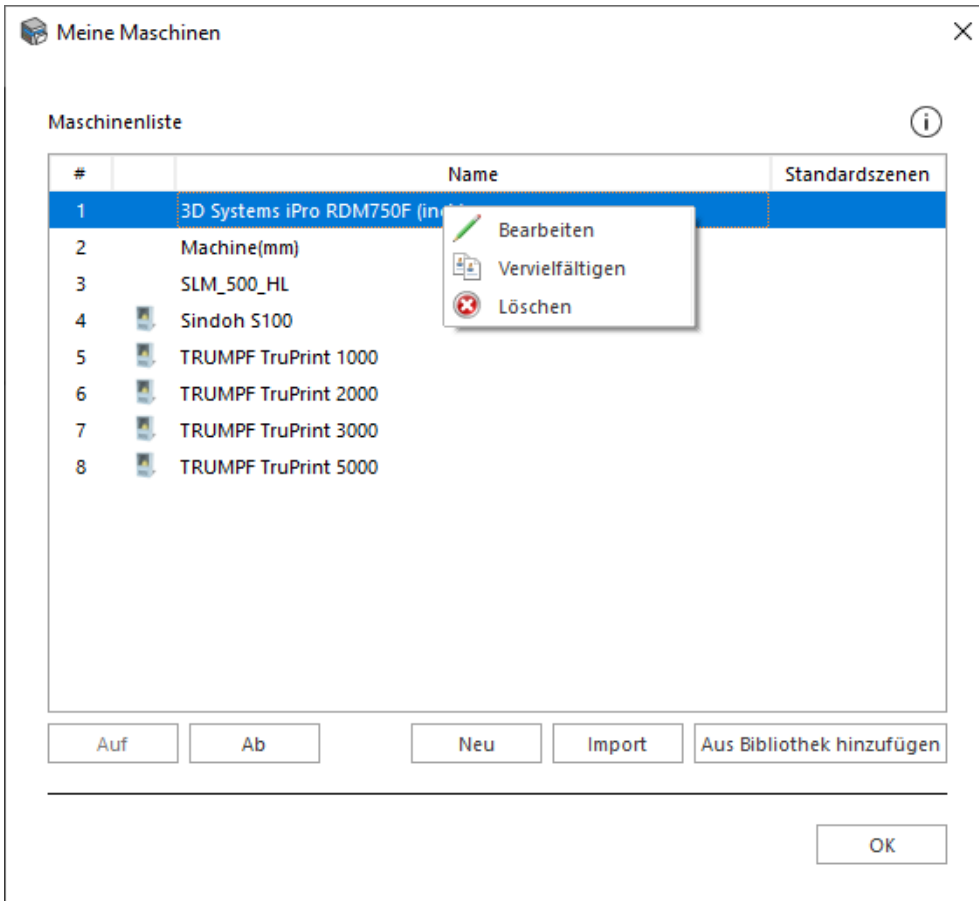 Meine Maschinen
Maschinenliste
# Name Standardszenen
1 3D Systems iPro RDM750F
Bearbeiten
2 Machine(mm)
Vervielfältigen
3 SLM_500_HL
Löschen
4 Sindoh S100
5 TRUMPF TruPrint 1000
6 TRUMPF TruPrint 2000
7 TRUMPF TruPrint 3000
8 TRUMPF TruPrint 5000
Auf Ab Neu Import Aus Bibliothek hinzufügen
OK